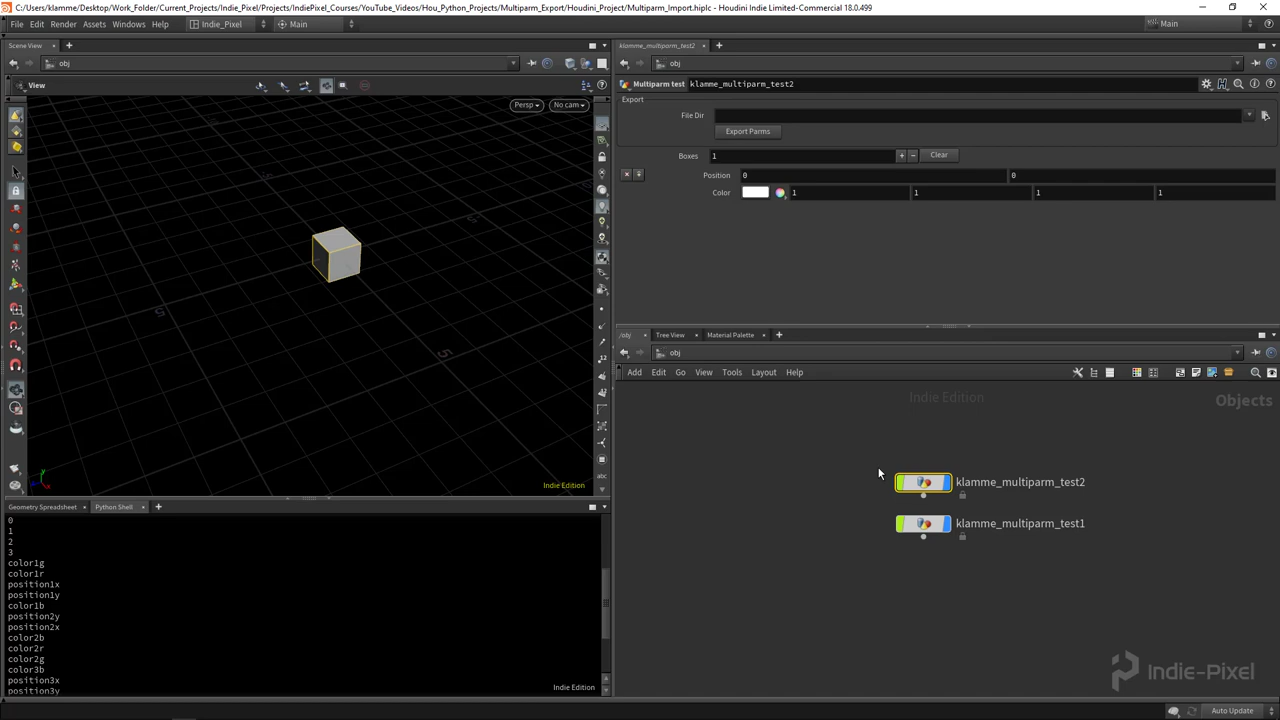 C:/Users/klamme/Desktop/Work_Folder/Current_Projects/Indie_Pixel/Projects/IndiePixel_Courses/YouTube_Videos/Hou_Python_Projects/Multiparm_Export/Houdini_Project/Multiparm_Import.hiplc - Houdini Indie Limited-Commercial 18.0.499
File Edit Render Assets Windows Help Indie_Pixel Main Main
Scene View
obj
View
Persp No cam
5
5
Indie Edition
klamme_multiparm_test2
obj
Multiparm test klamme_multiparm_test2
Export
File Dir
Export Parms
Boxes 1 + - Clear
Position 0 0
Color 1 1 1 1
/obj Tree View Material Palette
obj
Add Edit Go View Tools Layout Help
Indie Edition
Objects
klamme_multiparm_test2
klamme_multiparm_test1
Geometry Spreadsheet Python Shell
0
1
2
3
color1g
color1r
position1x
position1y
color1b
position2y
position2x
color2b
color2r
color2g
color3b
position3x
position3y
Indie Edition
Indie-Pixel
Auto Update